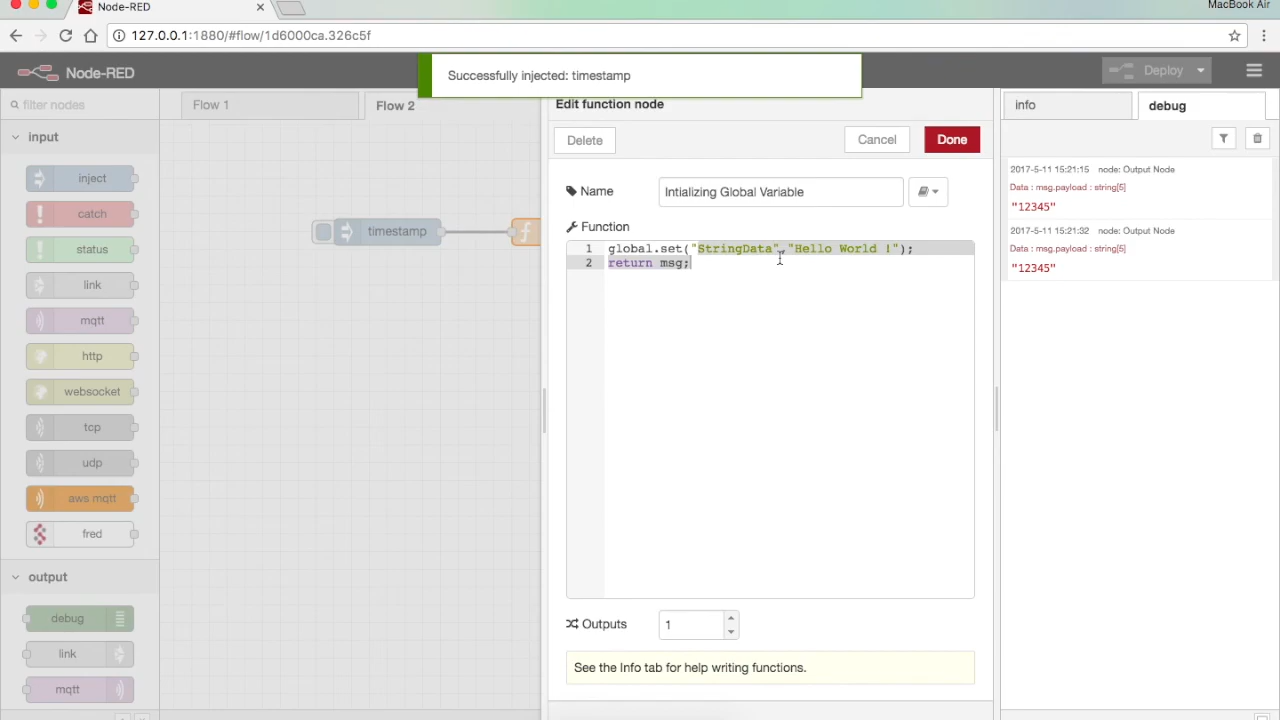 Node-RED
MacBook Air
127.0.0.1:1880/#flow/1d6000ca.326c5f
Node-RED
Successfully injected: timestamp
Deploy
filter nodes
Flow 1
Flow 2
Edit function node
info
debug
input
Delete
Cancel
Done
inject
catch
status
link
mqtt
http
websocket
tcp
udp
aws mqtt
fred
output
debug
link
mqtt
timestamp
Name
Intializing Global Variable
Function
1 global.set("StringData","Hello World !");
2 return msg;
Outputs
1
See the Info tab for help writing functions.
2017-5-11 15:21:15 node: Output Node
Data : msg.payload : string[5]
"12345"
2017-5-11 15:21:32 node: Output Node
Data : msg.payload : string[5]
"12345"